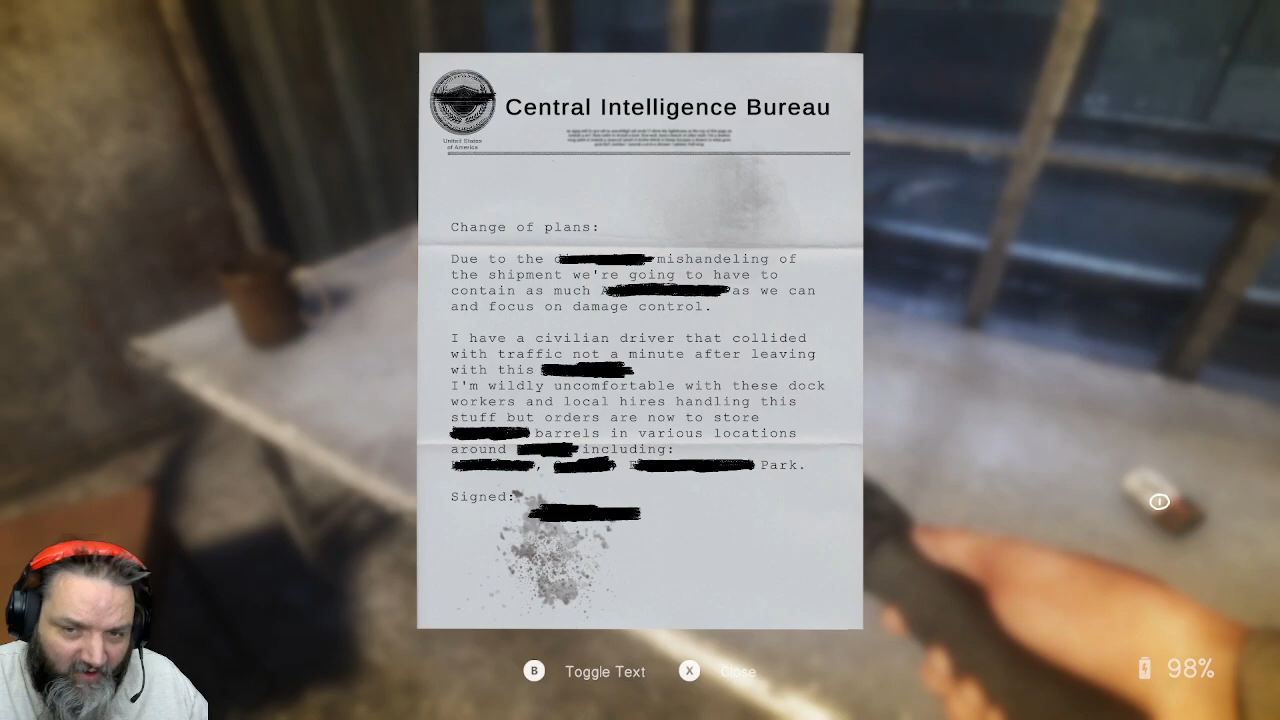 Central Intelligence Bureau
United States
of America
Change of plans:
Due to the mishandeling of
the shipment we're going to have to
contain as much as we can
and focus on damage control.
I have a civilian driver that collided
with traffic not a minute after leaving
with this
I'm wildly uncomfortable with these dock
workers and local hires handling this
stuff but orders are now to store
barrels in various locations
around including:
, , Park.
Signed:
B Toggle Text X Close
98%